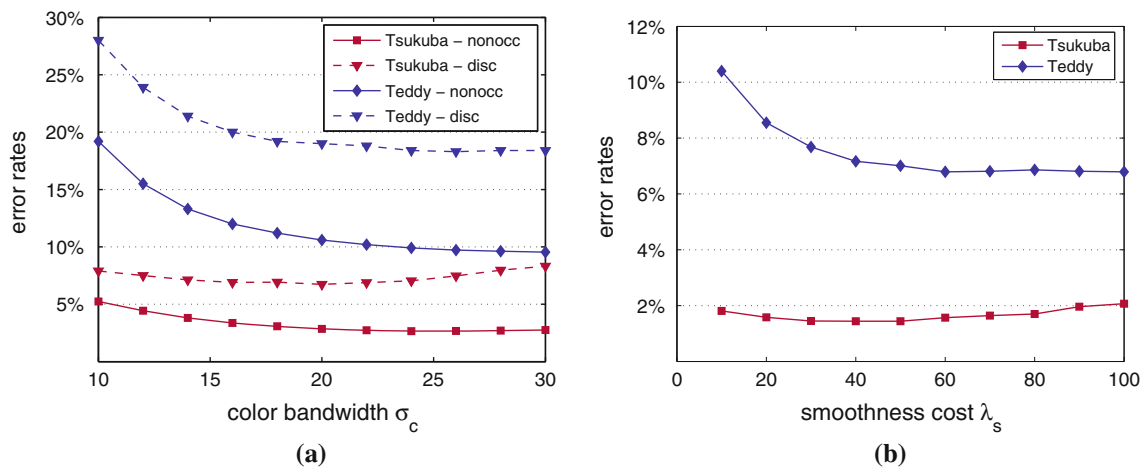 30%
25%
20%
15%
10%
5%
error rates
10
15
20
25
30
color bandwidth σc
Tsukuba – nonocc
Tsukuba – disc
Teddy – nonocc
Teddy – disc
(a)
12%
10%
8%
6%
4%
2%
error rates
0
20
40
60
80
100
smoothness cost λs
Tsukuba
Teddy
(b)